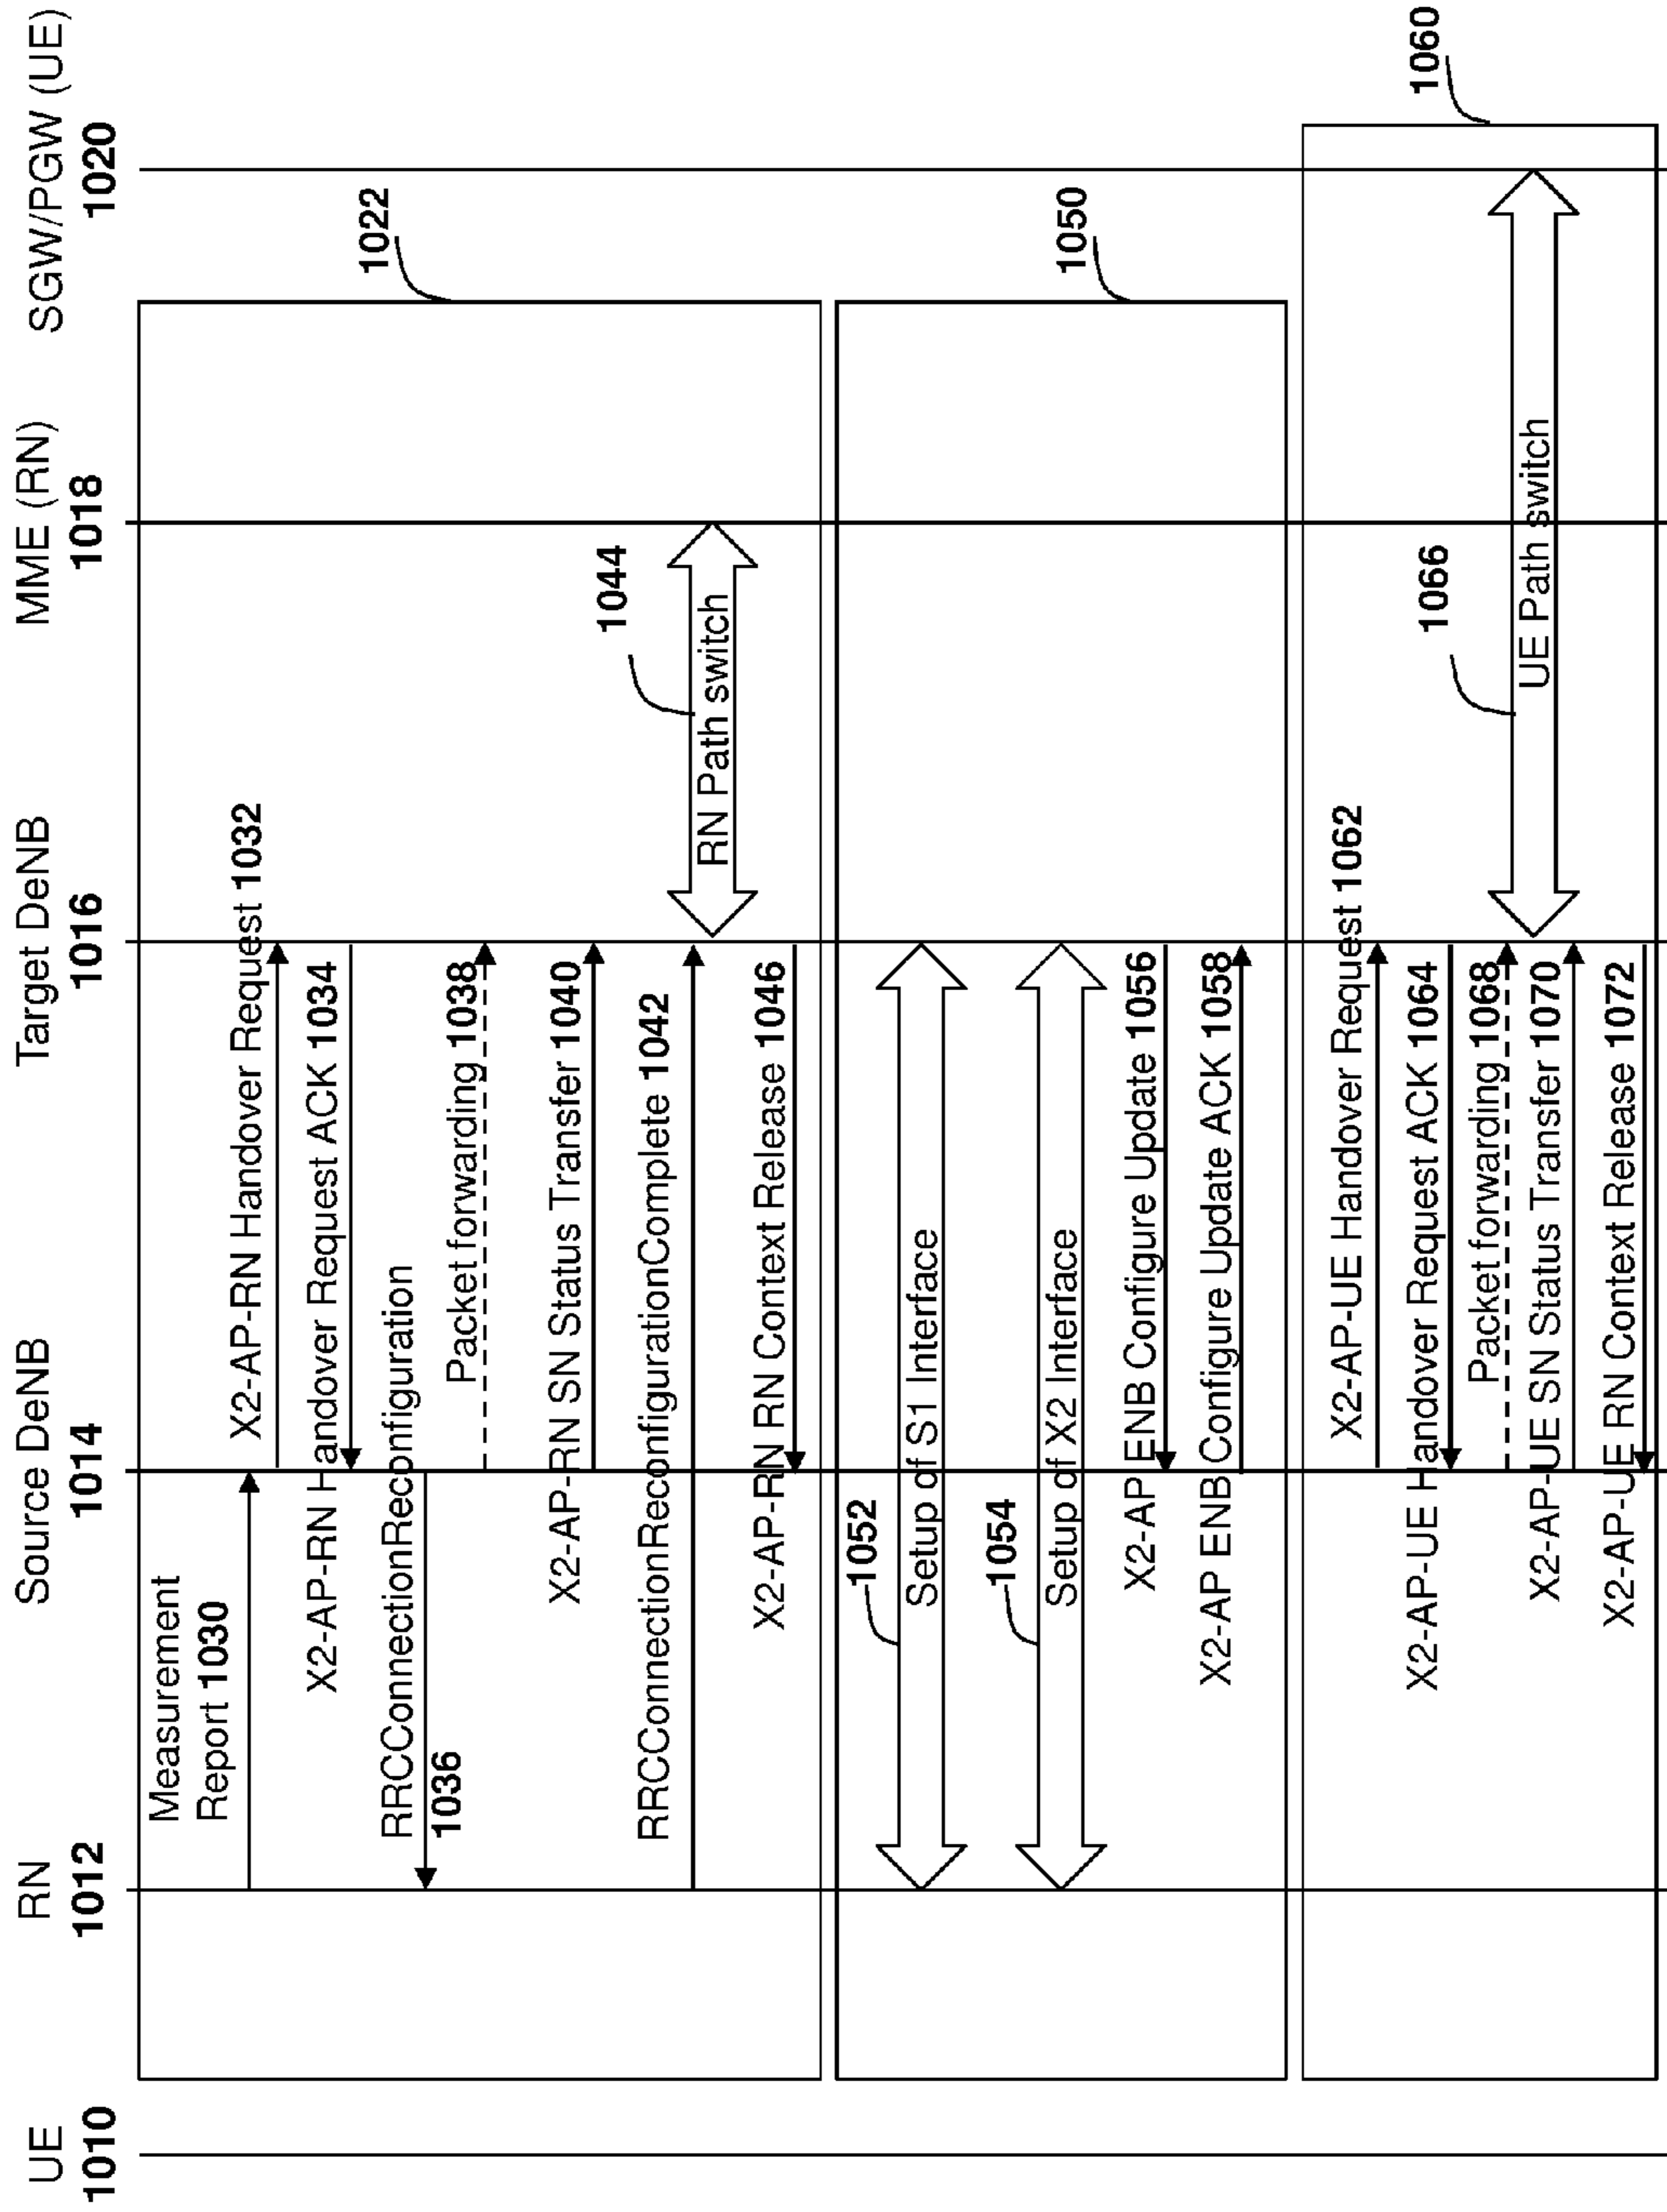 UE
1010
RN
1012
Source DeNB
1014
Target DeNB
1016
MME (RN)
1018
SGW/PGW (UE)
1020
1022
Measurement
Report 1030
X2-AP-RN Handover Request 1032
X2-AP-RN Handover Request ACK 1034
RRCConnectionReconfiguration
1036
Packet forwarding 1038
X2-AP-RN SN Status Transfer 1040
RRCConnectionReconfigurationComplete 1042
1044
RN Path switch
X2-AP-RN RN Context Release 1046
1050
1052
Setup of S1 Interface
1054
Setup of X2 Interface
X2-AP ENB Configure Update 1056
X2-AP ENB Configure Update ACK 1058
1060
X2-AP-UE Handover Request 1062
X2-AP-UE Handover Request ACK 1064
1066
Packet forwarding 1068
UE Path switch
X2-AP-UE SN Status Transfer 1070
X2-AP-UE RN Context Release 1072